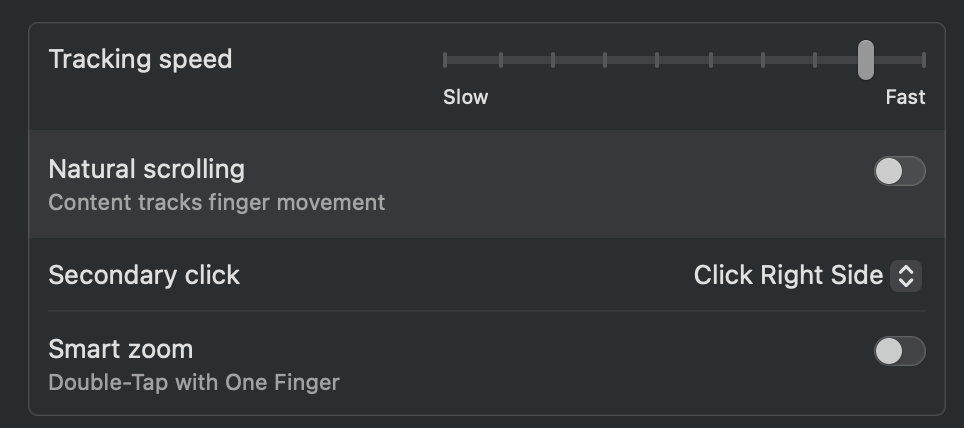 Tracking speed
Slow
Fast
Natural scrolling
Content tracks finger movement
Secondary click
Click Right Side
Smart zoom
Double-Tap with One Finger